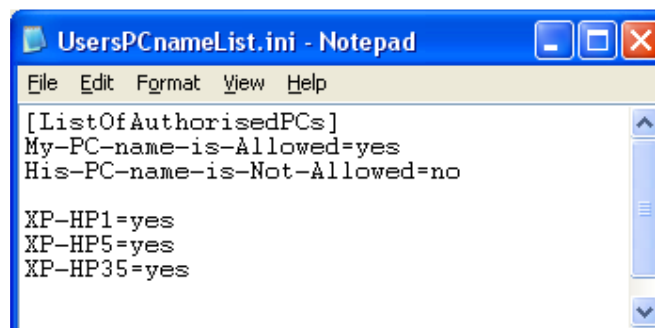 UsersPCnameList.ini - Notepad
File Edit Format View Help
[ListOfAuthorisedPCs]
My-PC-name-is-Allowed=yes
His-PC-name-is-Not-Allowed=no
XP-HP1=yes
XP-HP5=yes
XP-HP35=yes